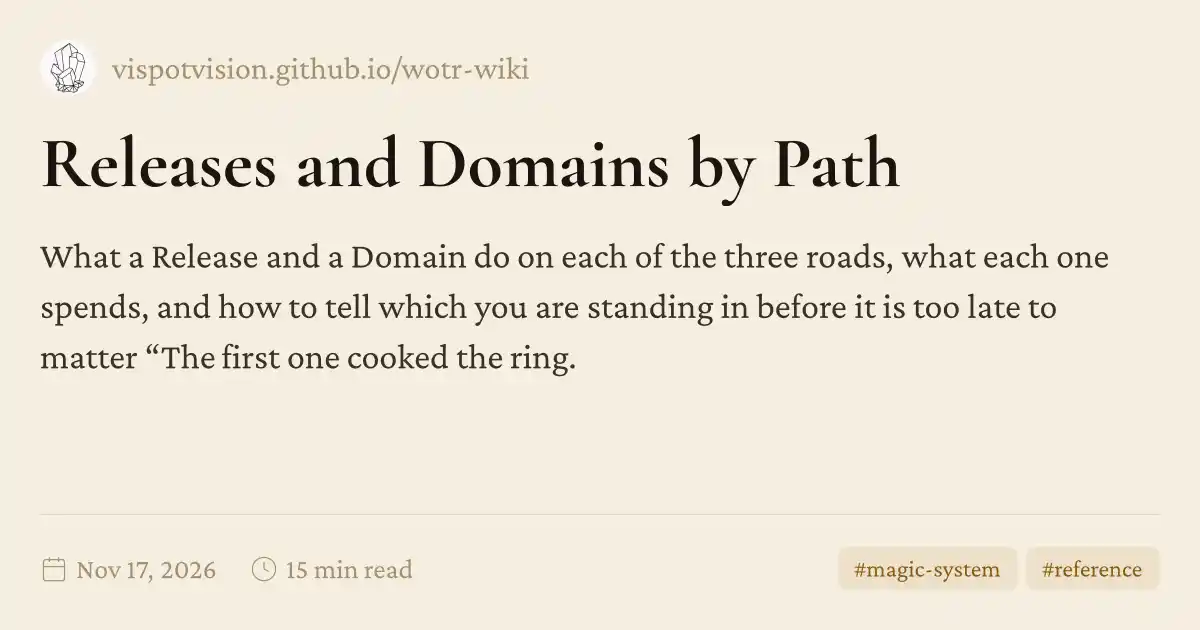 vispotvision.github.io/wotr-wiki
Releases and Domains by Path
What a Release and a Domain do on each of the three roads, what each one
spends, and how to tell which you are standing in before it is too late to
matter “The first one cooked the ring.
Nov 17, 2026
15 min read
#magic-system
#reference